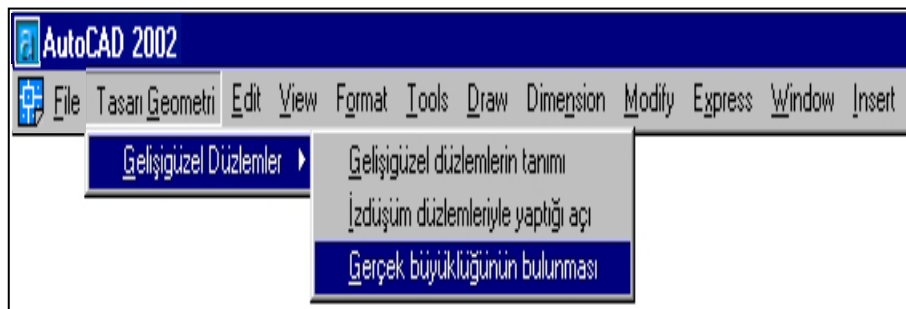 AutoCAD 2002
File Tasarı Geometri Edit View Format Tools Draw Dimension Modify Express Window Insert
Gelişigüzel Düzlemler
Gelişigüzel düzlemlerin tanımı
İzdüşüm düzlemleriyle yaptığı açı
Gerçek büyüklüğünün bulunması